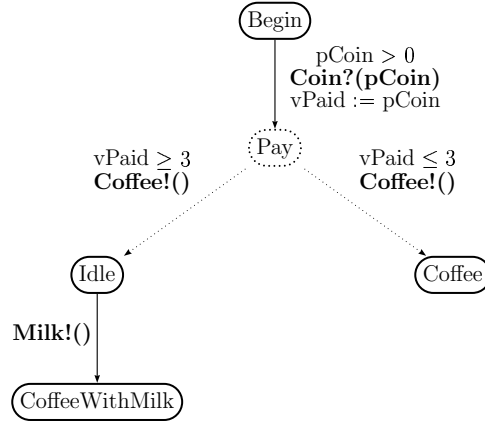 Begin
pCoin > 0
Coin?(pCoin)
vPaid := pCoin
Pay
vPaid ≥ 3
Coffee!()
vPaid ≤ 3
Coffee!()
Idle
Coffee
Milk!()
CoffeeWithMilk